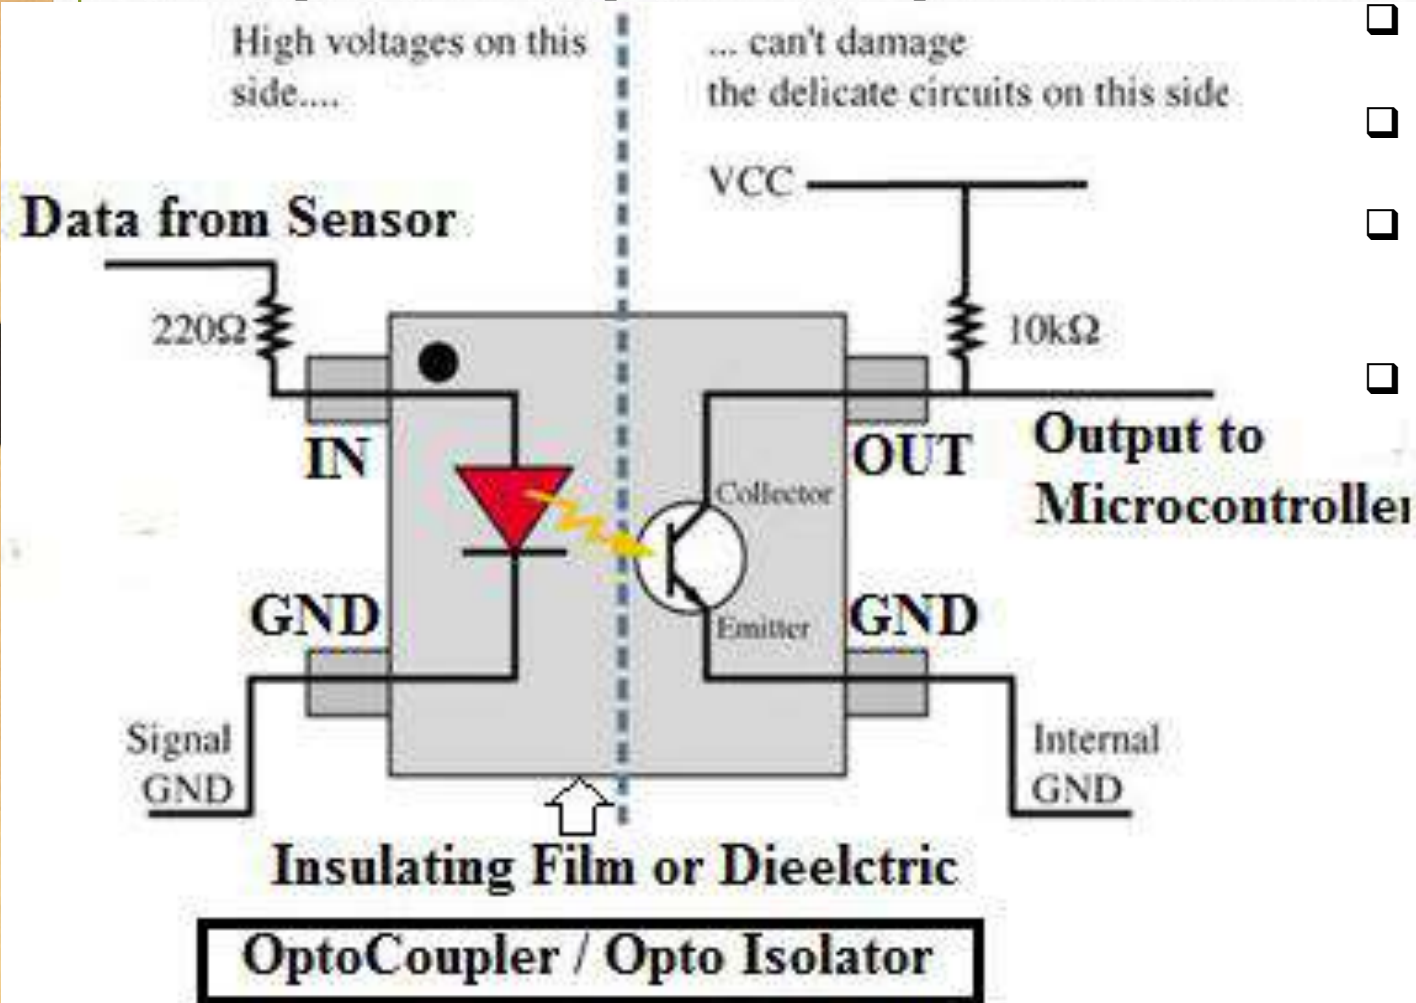 High voltages on this
side....
... can't damage
the delicate circuits on this side
VCC
Data from Sensor
220Ω
10kΩ
IN
OUT
Output to
Microcontroller
Collector
Emitter
GND
GND
Signal
GND
Internal
GND
Insulating Film or Dieelctric
OptoCoupler / Opto Isolator